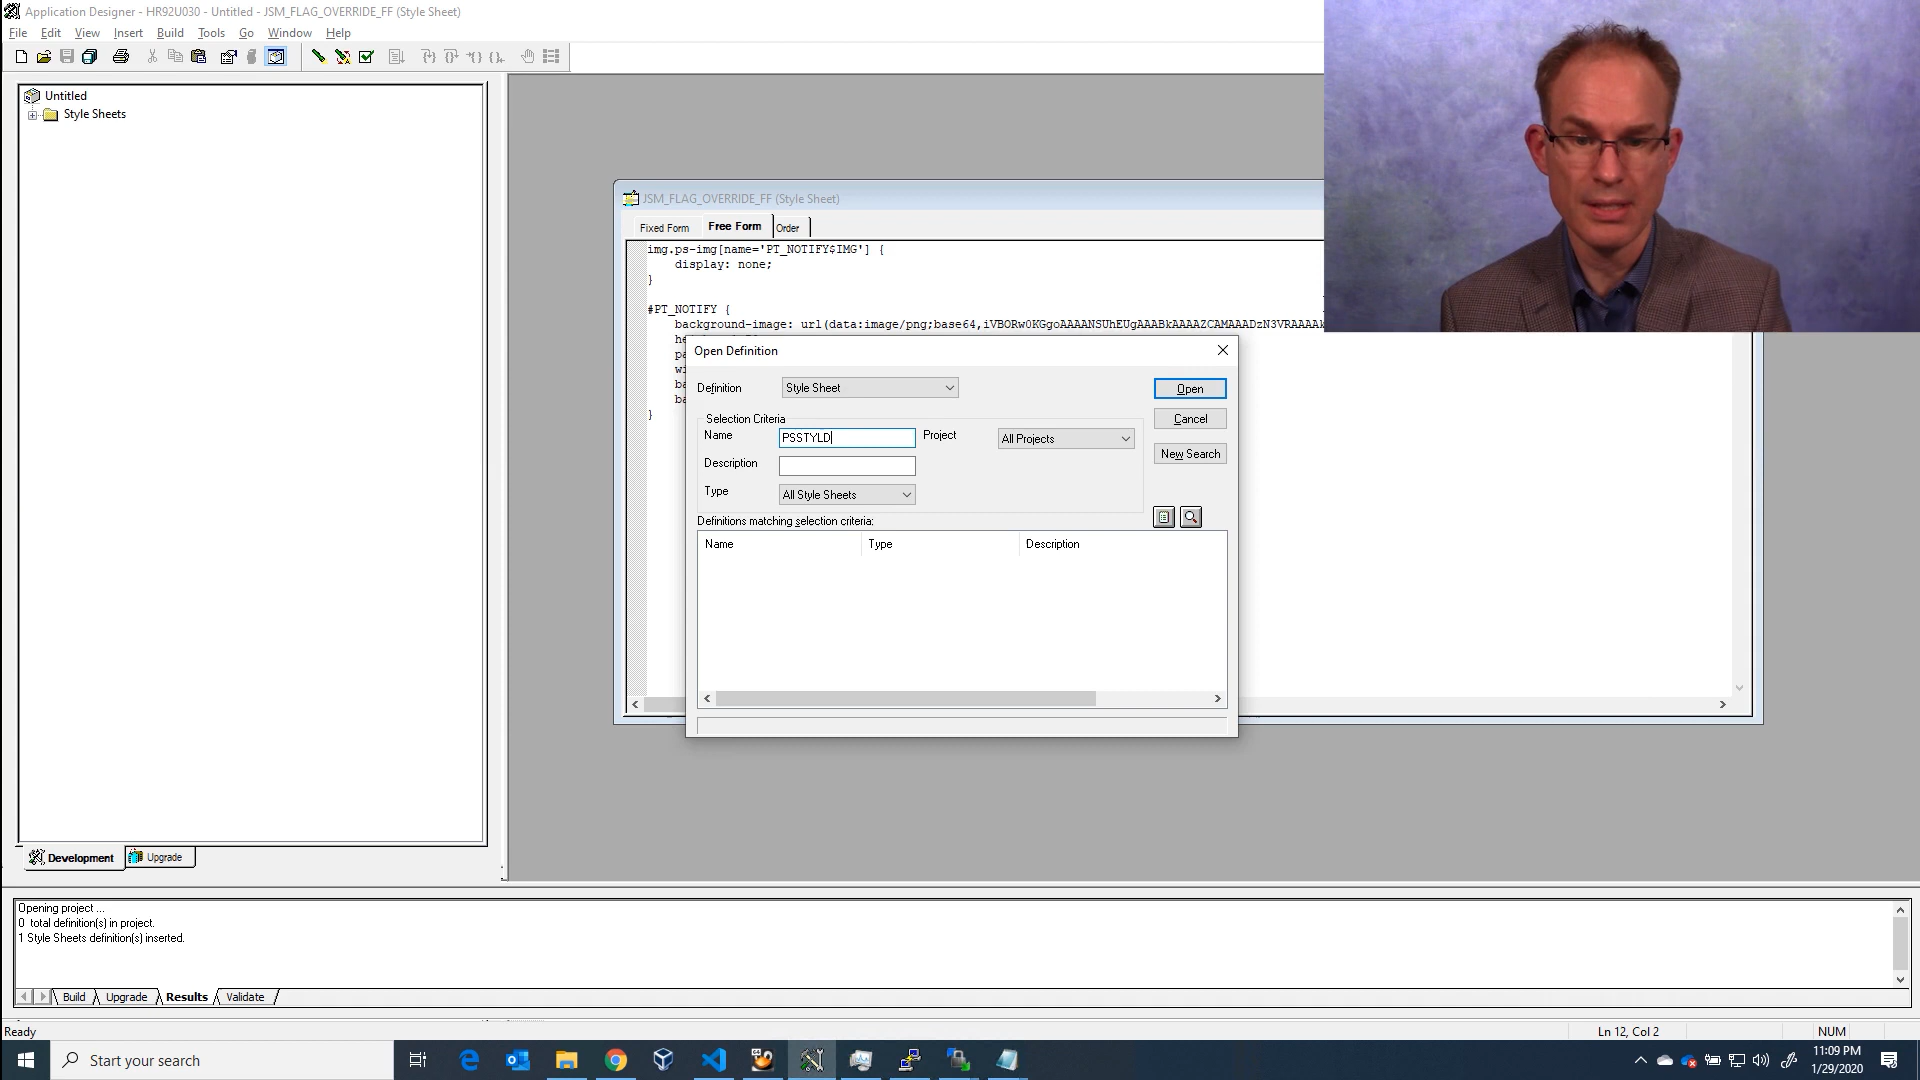 Application Designer - HR92U030 - Untitled - JSM_FLAG_OVERRIDE_FF (Style Sheet)
File Edit View Insert Build Tools Go Window Help
Untitled
Style Sheets
JSM_FLAG_OVERRIDE_FF (Style Sheet)
Fixed Form Free Form Order
img.ps-img[name='PT_NOTIFY$IMG'] {
display: none;
}
#PT_NOTIFY {
background-image: url(data:image/png;base64,
he
pa
wi
ba
ba
}
Open Definition
Definition Style Sheet Open
Selection Criteria
Cancel
Name PSSTYLD Project All Projects
New Search
Description
Type All Style Sheets
Definitions matching selection criteria:
Name Type Description
Development Upgrade
Opening project ...
0 total definition(s) in project.
1 Style Sheets definition(s) inserted.
Build Upgrade Results Validate
Ready Ln 12, Col 2 NUM
Start your search
11:09 PM
1/29/2020